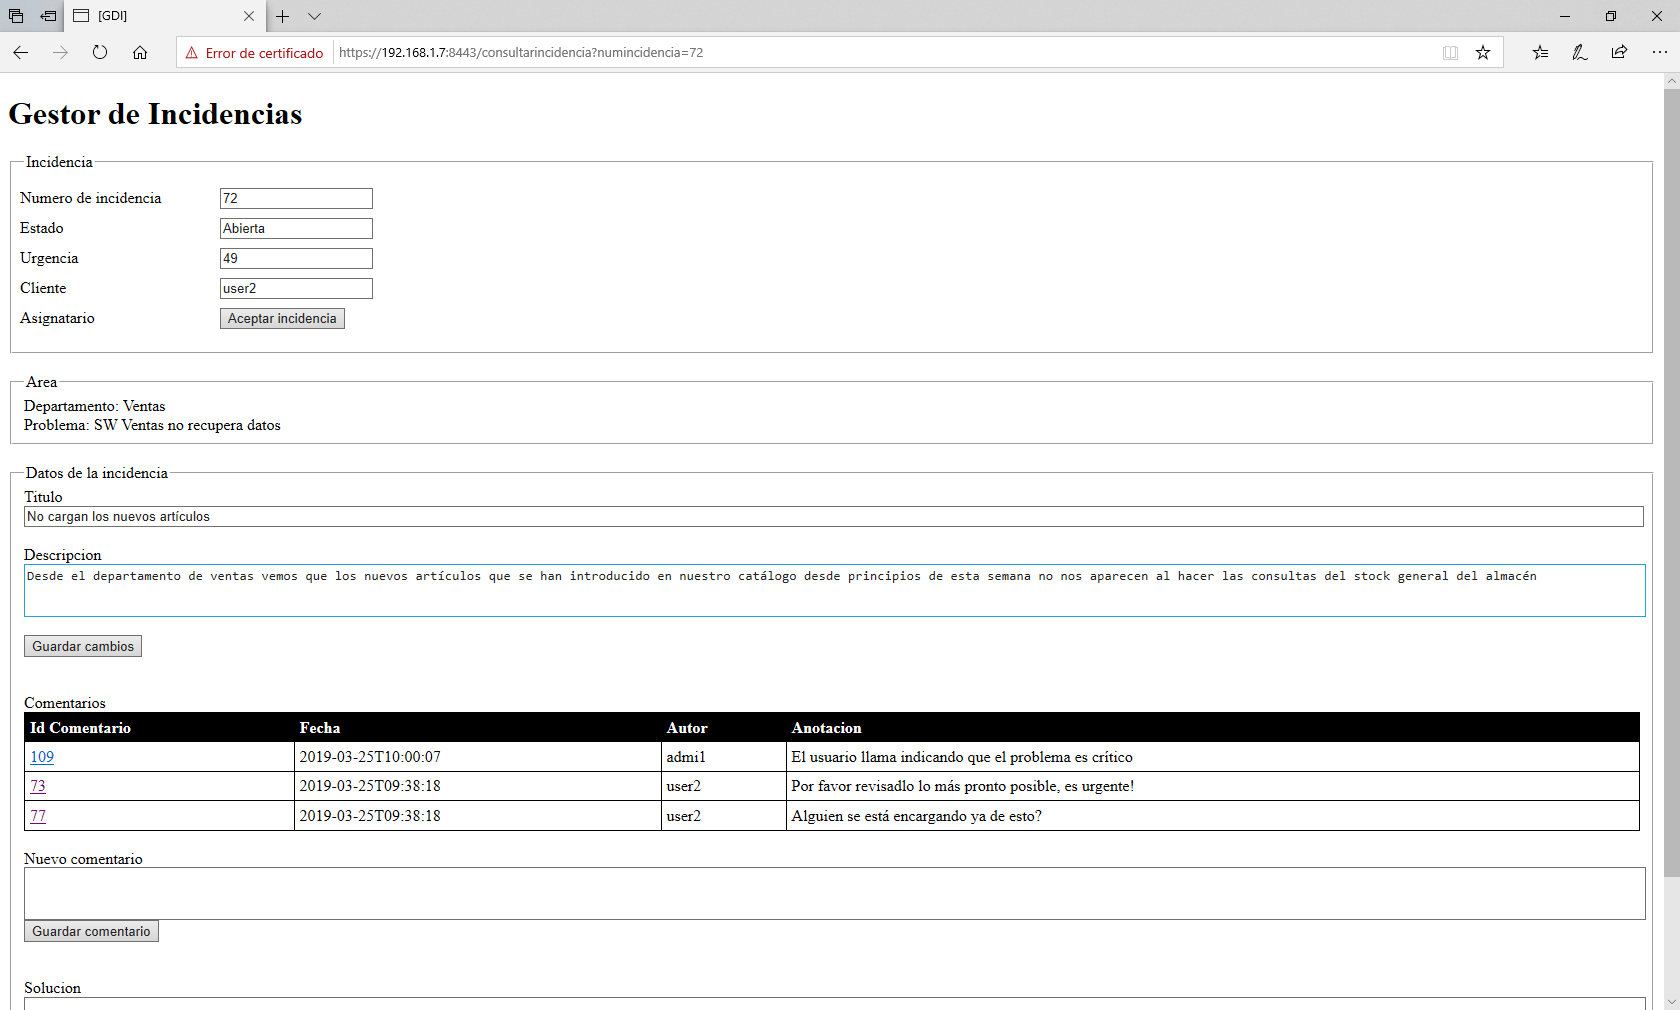 [GDI]
Error de certificado https://192.168.1.7:8443/consultarincidencia?numincidencia=72
Gestor de Incidencias
Incidencia
Numero de incidencia 72
Estado Abierta
Urgencia 49
Cliente user2
Asignatario Aceptar incidencia
Area
Departamento: Ventas
Problema: SW Ventas no recupera datos
Datos de la incidencia
Titulo
No cargan los nuevos artículos
Descripcion
Desde el departamento de ventas vemos que los nuevos artículos que se han introducido en nuestro catálogo desde principios de esta semana no nos aparecen al hacer las consultas del stock general del almacén
Guardar cambios
Comentarios
Id Comentario Fecha Autor Anotacion
109 2019-03-25T10:00:07 admi1 El usuario llama indicando que el problema es crítico
73 2019-03-25T09:38:18 user2 Por favor revisadlo lo más pronto posible, es urgente!
77 2019-03-25T09:38:18 user2 Alguien se está encargando ya de esto?
Nuevo comentario
Guardar comentario
Solucion